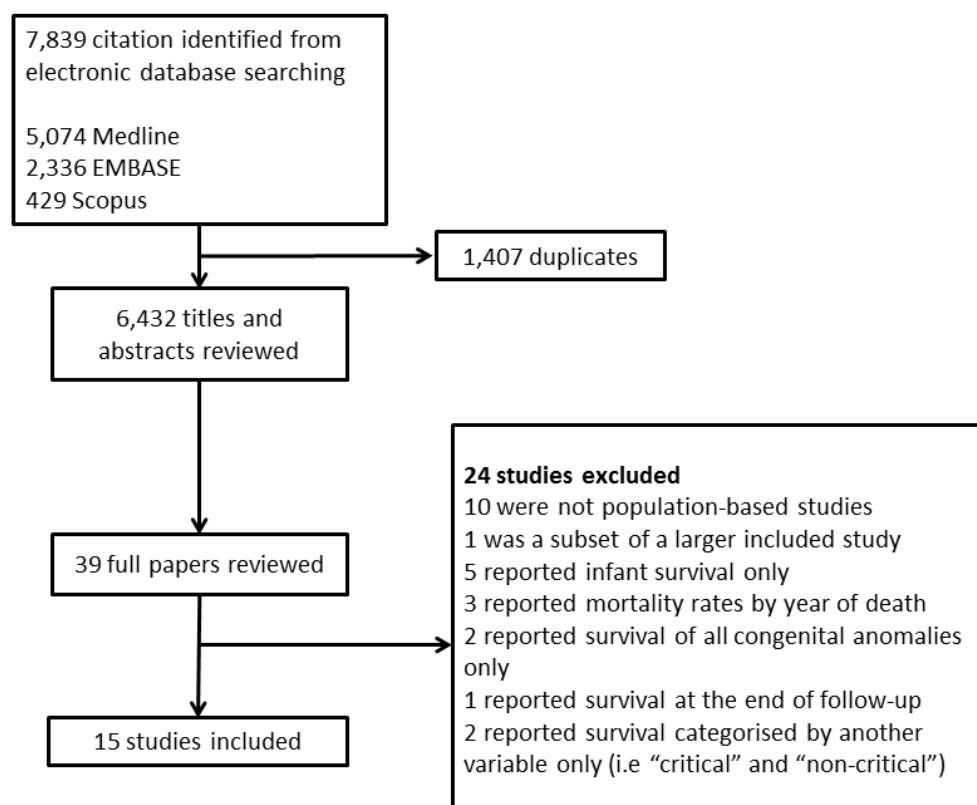 7,839 citation identified from
electronic database searching
5,074 Medline
2,336 EMBASE
429 Scopus
1,407 duplicates
6,432 titles and
abstracts reviewed
39 full papers reviewed
24 studies excluded
10 were not population-based studies
1 was a subset of a larger included study
5 reported infant survival only
3 reported mortality rates by year of death
2 reported survival of all congenital anomalies
only
1 reported survival at the end of follow-up
2 reported survival categorised by another
variable only (i.e “critical” and “non-critical”)
15 studies included